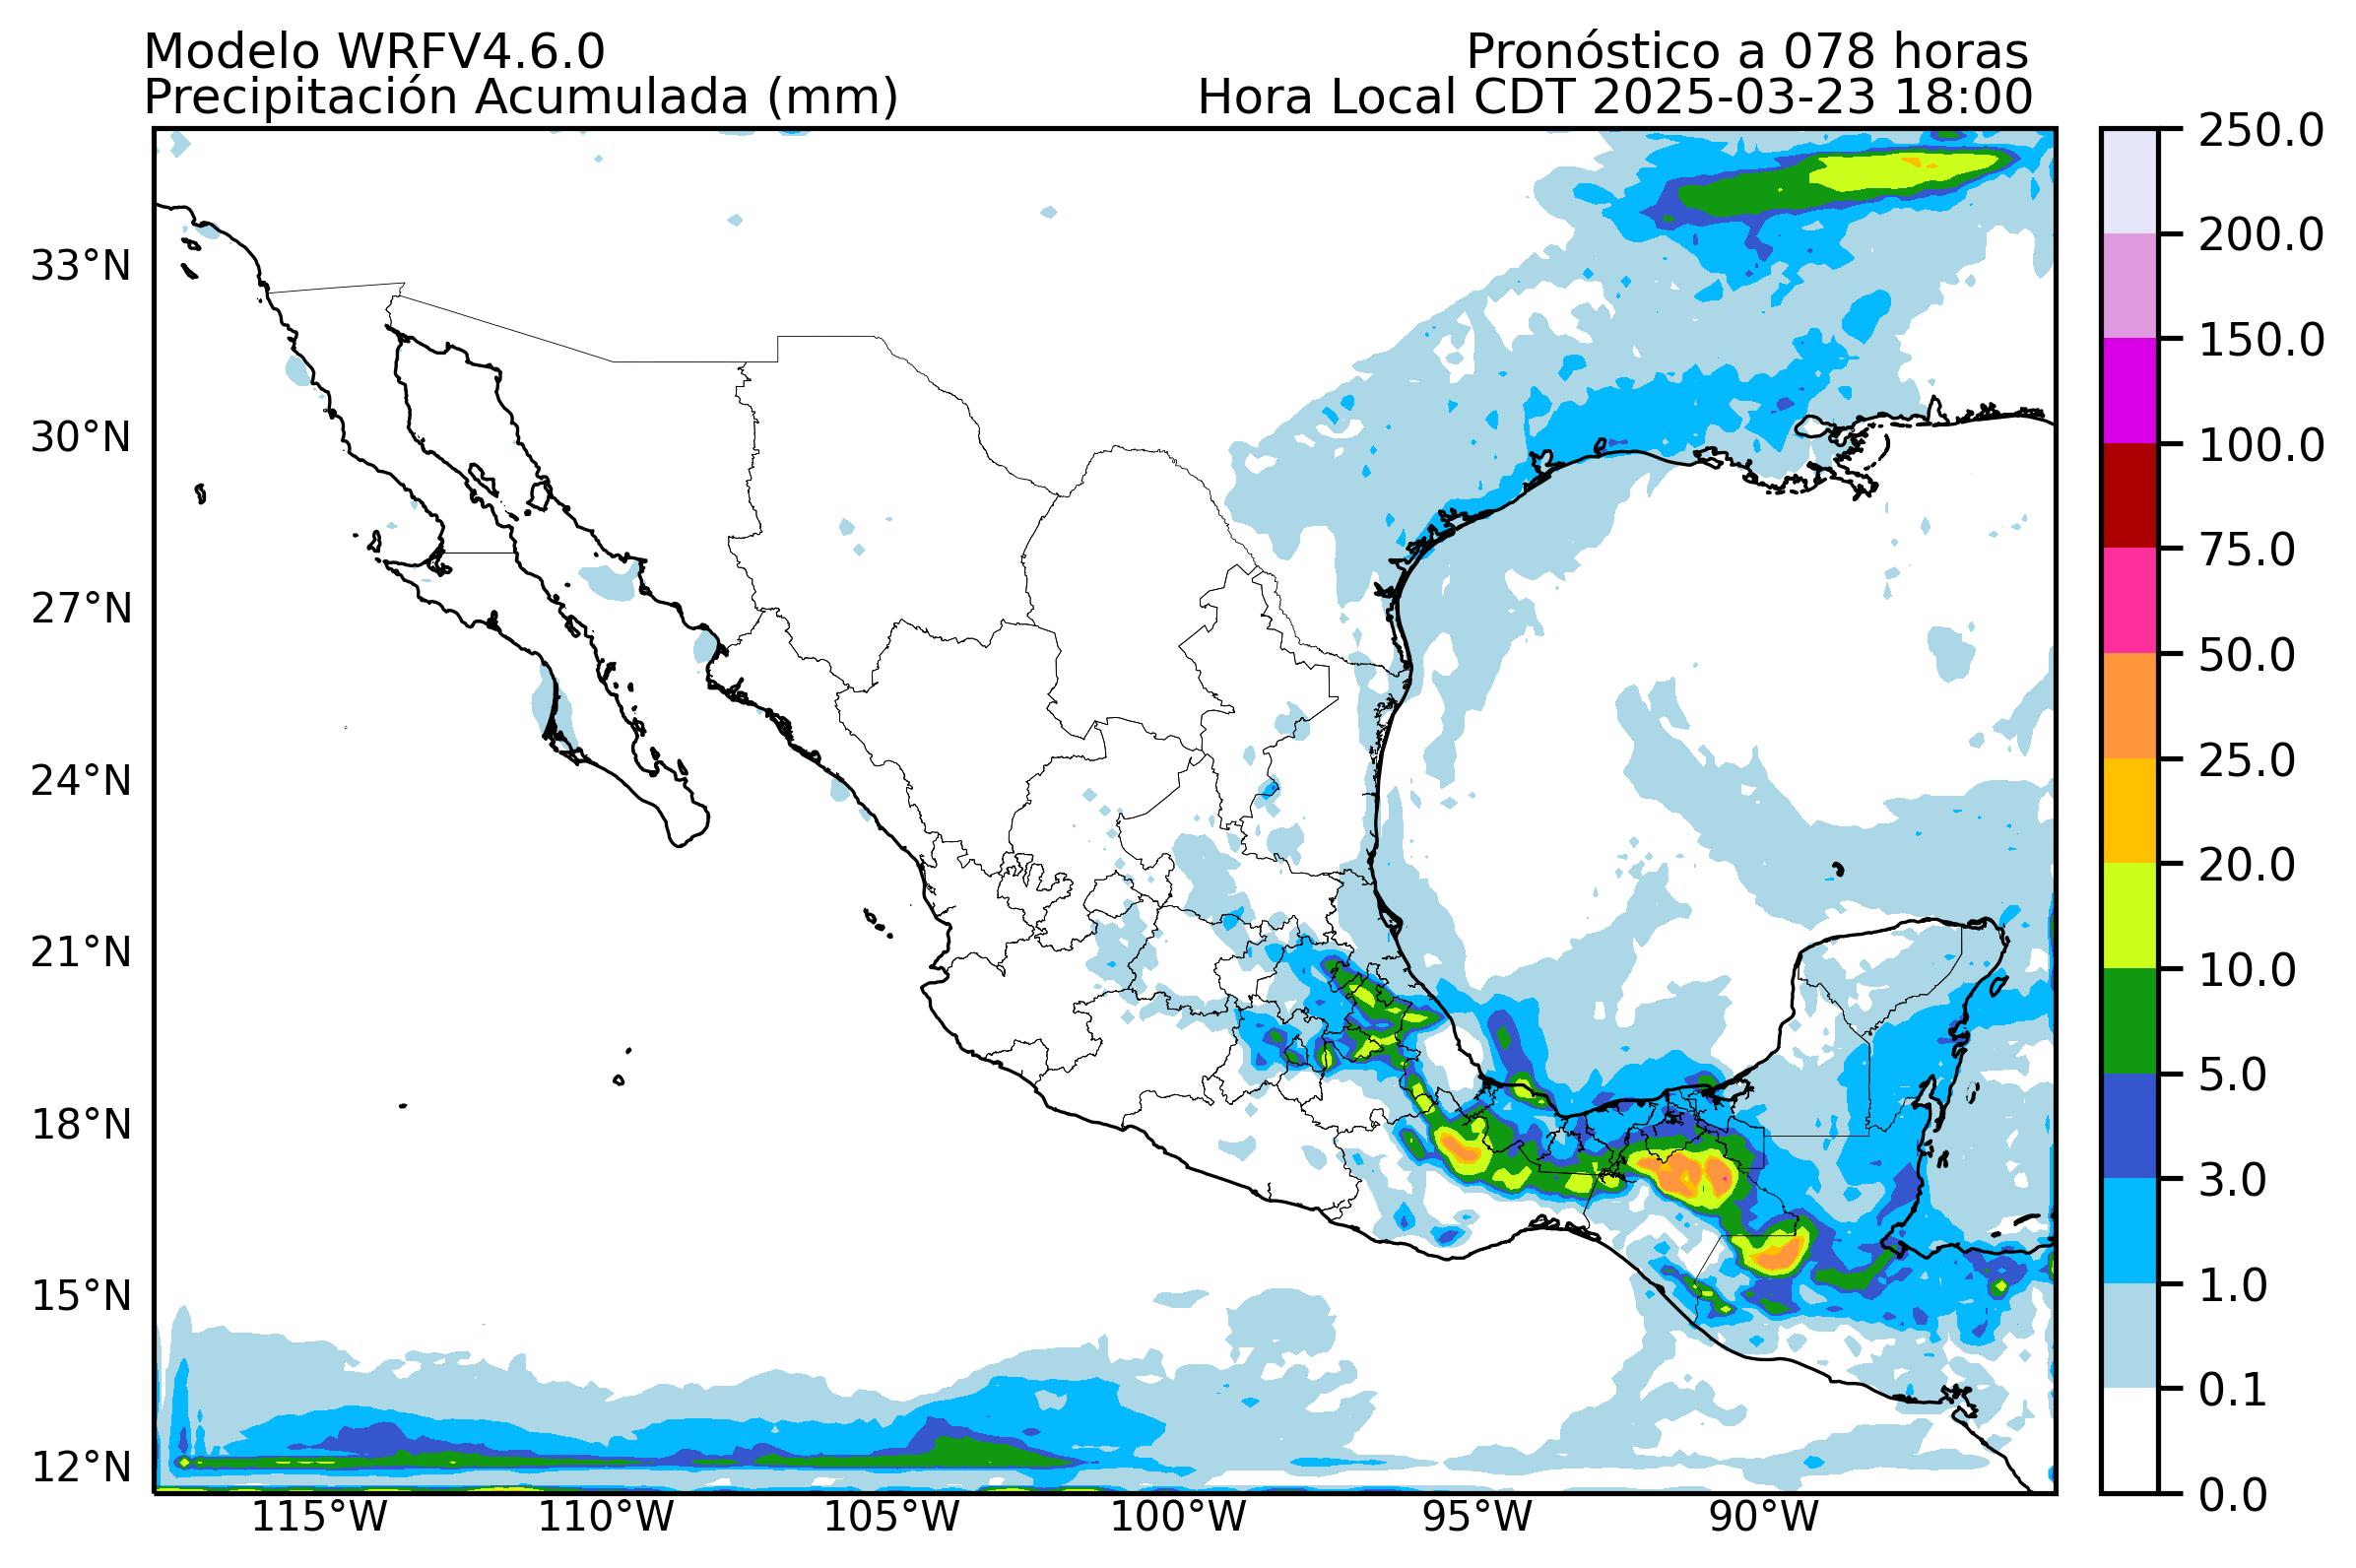 Modelo WRFV4.6.0
Pronóstico a 078 horas
Precipitación Acumulada (mm)
Hora Local CDT 2025-03-23 18:00
33°N
30°N
27°N
24°N
21°N
18°N
15°N
12°N
115°W
110°W
105°W
100°W
95°W
90°W
250.0
200.0
150.0
100.0
75.0
50.0
25.0
20.0
10.0
5.0
3.0
1.0
0.1
0.0